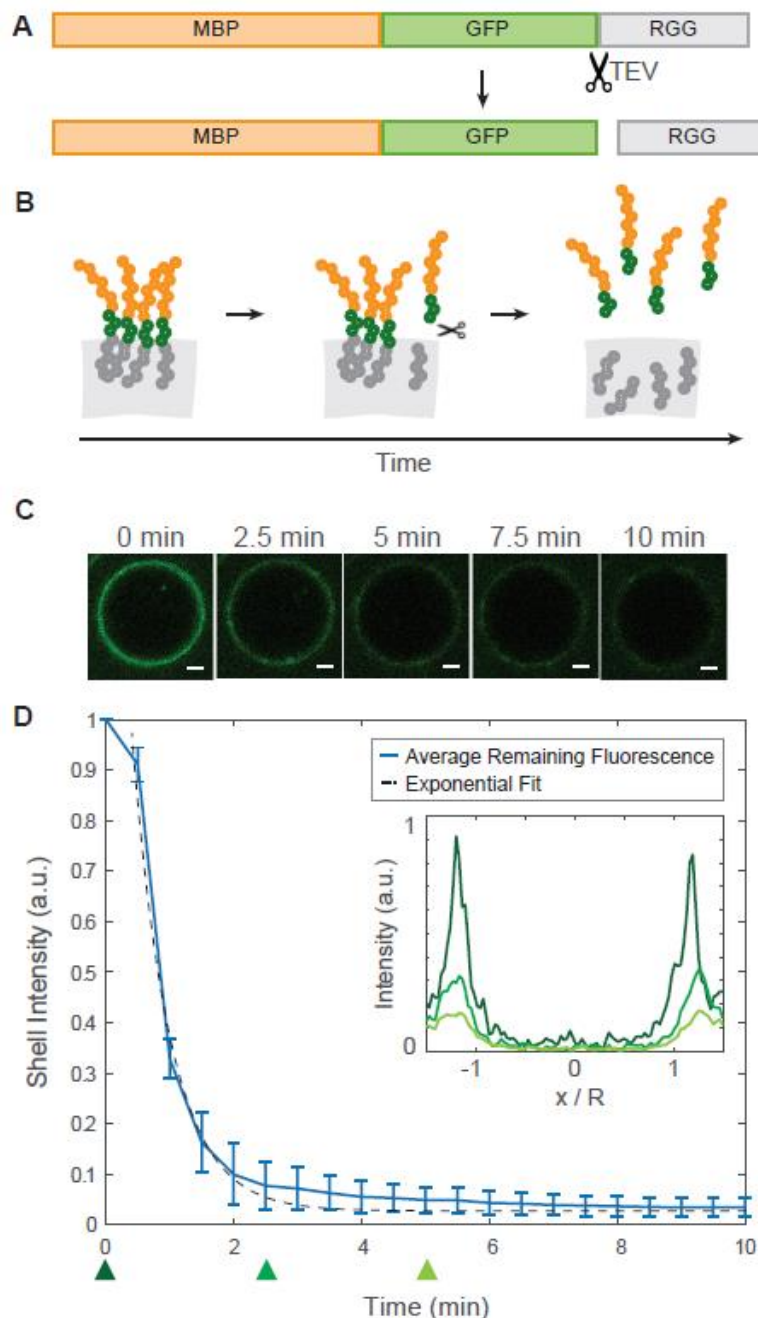 A
MBP GFP RGG
TEV
MBP GFP RGG
B
Time
C
0 min 2.5 min 5 min 7.5 min 10 min
D
1
0.9
0.8
0.7
0.6
0.5
0.4
0.3
0.2
0.1
0
Shell Intensity (a.u.)
Average Remaining Fluorescence
Exponential Fit
1
Intensity (a.u.)
0
-1 0 1
x / R
0 2 4 6 8 10
Time (min)